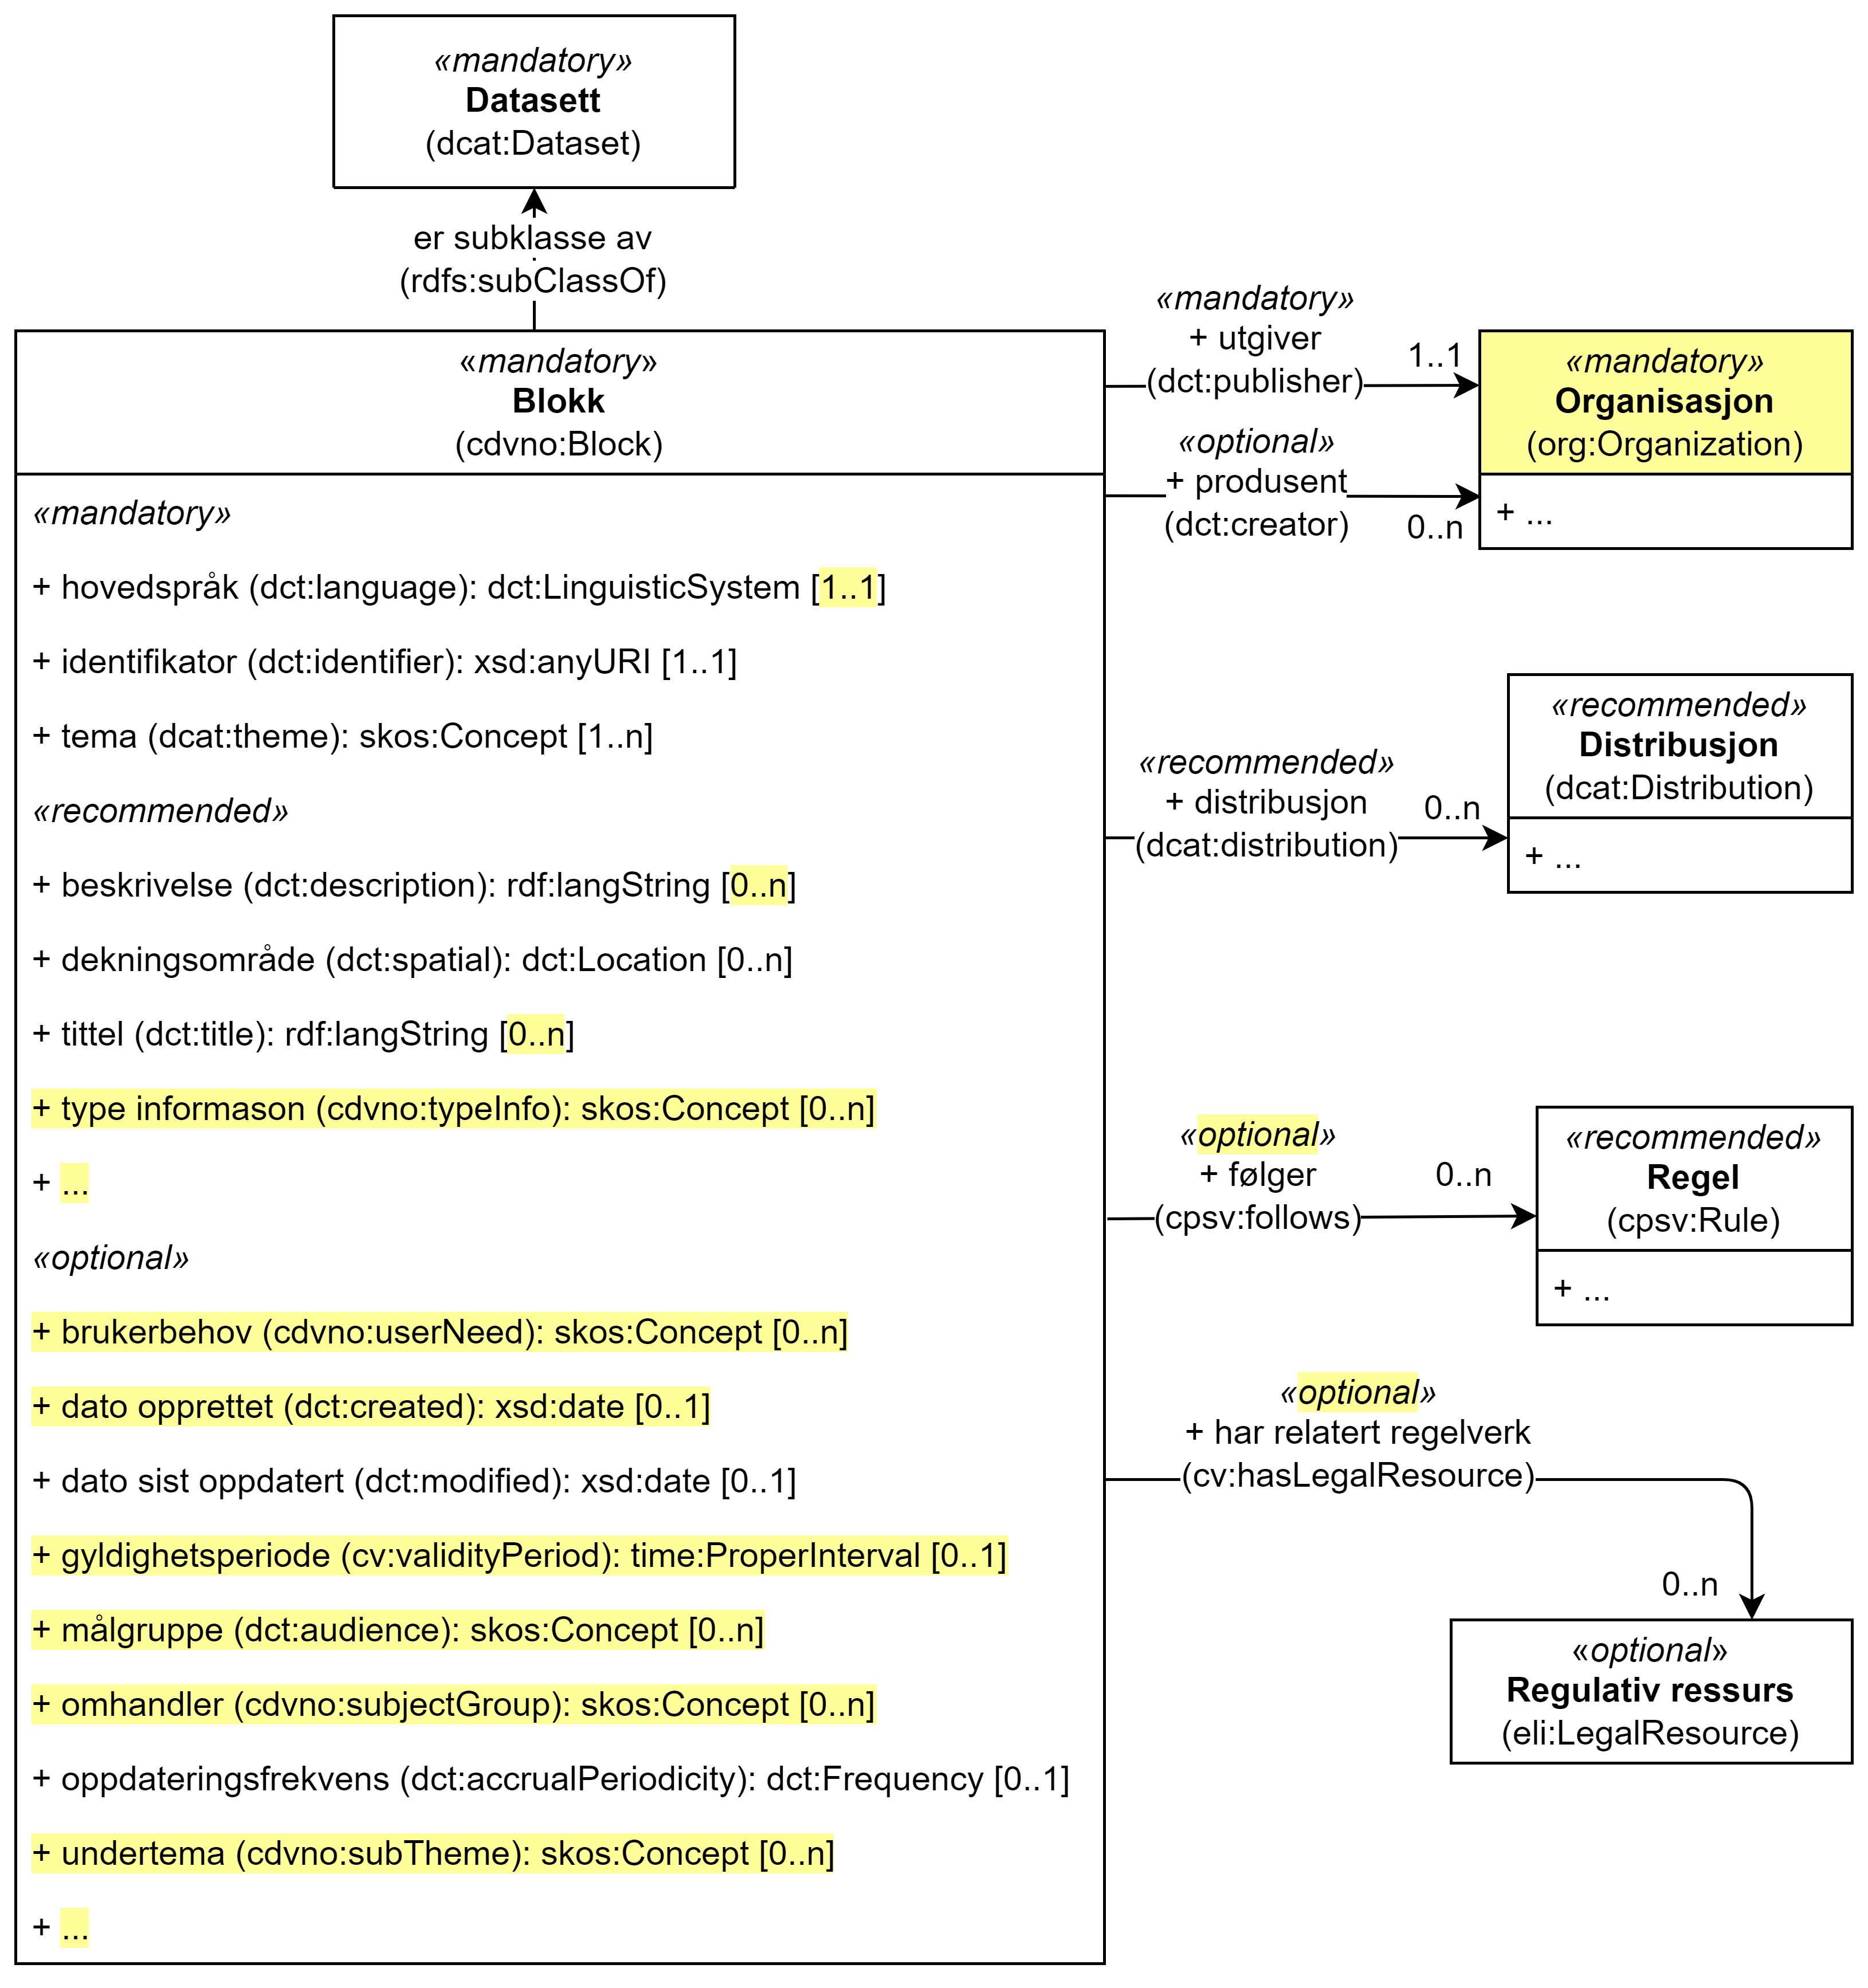 «mandatory»
Datasett
(dcat:Dataset)
er subklasse av
(rdfs:subClassOf)
«mandatory»
Blokk
(cdvno:Block)
«mandatory»
+ hovedspråk (dct:language): dct:LinguisticSystem [1..1]
+ identifikator (dct:identifier): xsd:anyURI [1..1]
+ tema (dcat:theme): skos:Concept [1..n]
«recommended»
+ beskrivelse (dct:description): rdf:langString [0..n]
+ dekningsområde (dct:spatial): dct:Location [0..n]
+ tittel (dct:title): rdf:langString [0..n]
+ type informason (cdvno:typeInfo): skos:Concept [0..n]
+ ...
«optional»
+ brukerbehov (cdvno:userNeed): skos:Concept [0..n]
+ dato opprettet (dct:created): xsd:date [0..1]
+ dato sist oppdatert (dct:modified): xsd:date [0..1]
+ gyldighetsperiode (cv:validityPeriod): time:ProperInterval [0..1]
+ målgruppe (dct:audience): skos:Concept [0..n]
+ omhandler (cdvno:subjectGroup): skos:Concept [0..n]
+ oppdateringsfrekvens (dct:accrualPeriodicity): dct:Frequency [0..1]
+ undertema (cdvno:subTheme): skos:Concept [0..n]
+ ...
«mandatory»
+ utgiver
(dct:publisher)
1..1
«optional»
+ produsent
(dct:creator)
0..n
«mandatory»
Organisasjon
(org:Organization)
+ ...
«recommended»
+ distribusjon
(dcat:distribution)
0..n
«recommended»
Distribusjon
(dcat:Distribution)
+ ...
«optional»
+ følger
(cpsv:follows)
0..n
«recommended»
Regel
(cpsv:Rule)
+ ...
«optional»
+ har relatert regelverk
(cv:hasLegalResource)
0..n
«optional»
Regulativ ressurs
(eli:LegalResource)